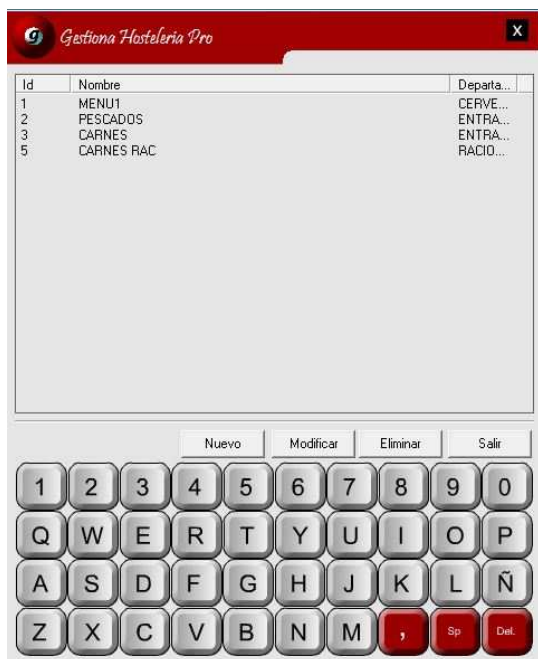 g Gestiona Hosteleria Pro X
Id Nombre Departa...
1 MENU1 CERVE...
2 PESCADOS ENTRA...
3 CARNES ENTRA...
5 CARNES RAC RACIO...
Nuevo Modificar Eliminar Salir
1 2 3 4 5 6 7 8 9 0
Q W E R T Y U I O P
A S D F G H J K L Ñ
Z X C V B N M , Sp Del.